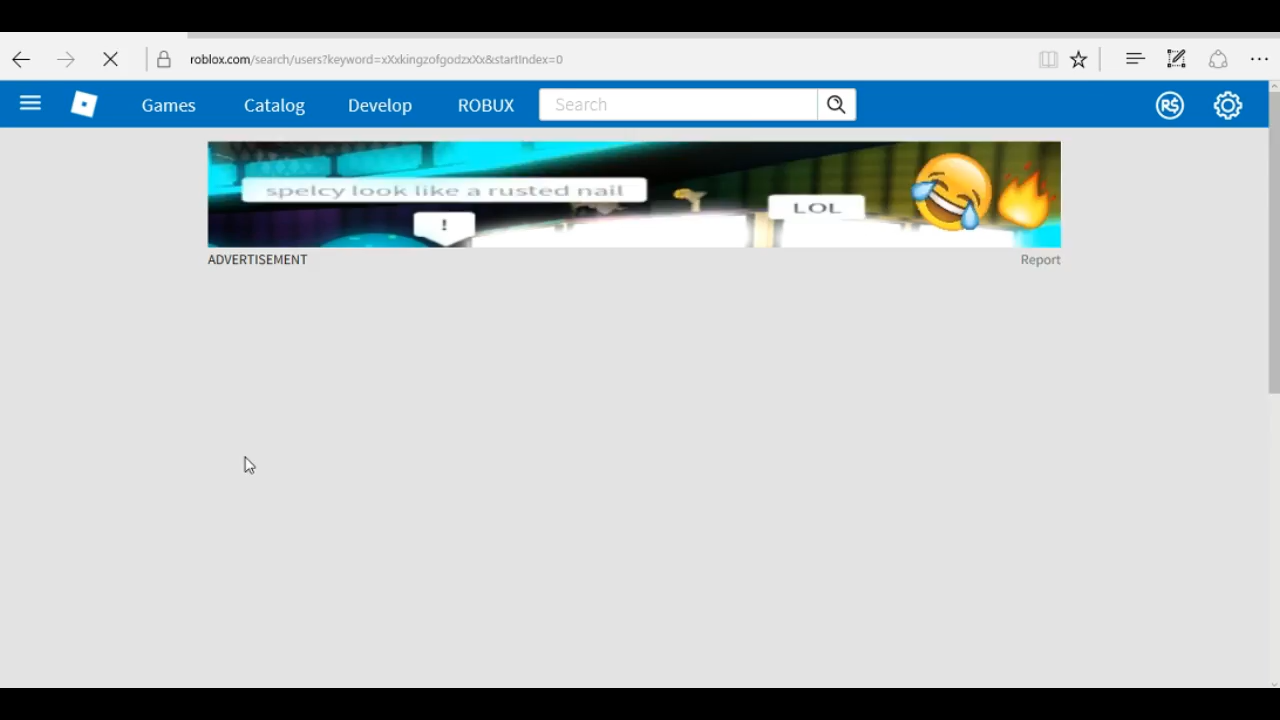 roblox.com/search/users?keyword=xXxkingzofgodzxXx&startIndex=0
Games Catalog Develop ROBUX Search R$
spelcy look like a rusted nail
LOL
!
ADVERTISEMENT Report